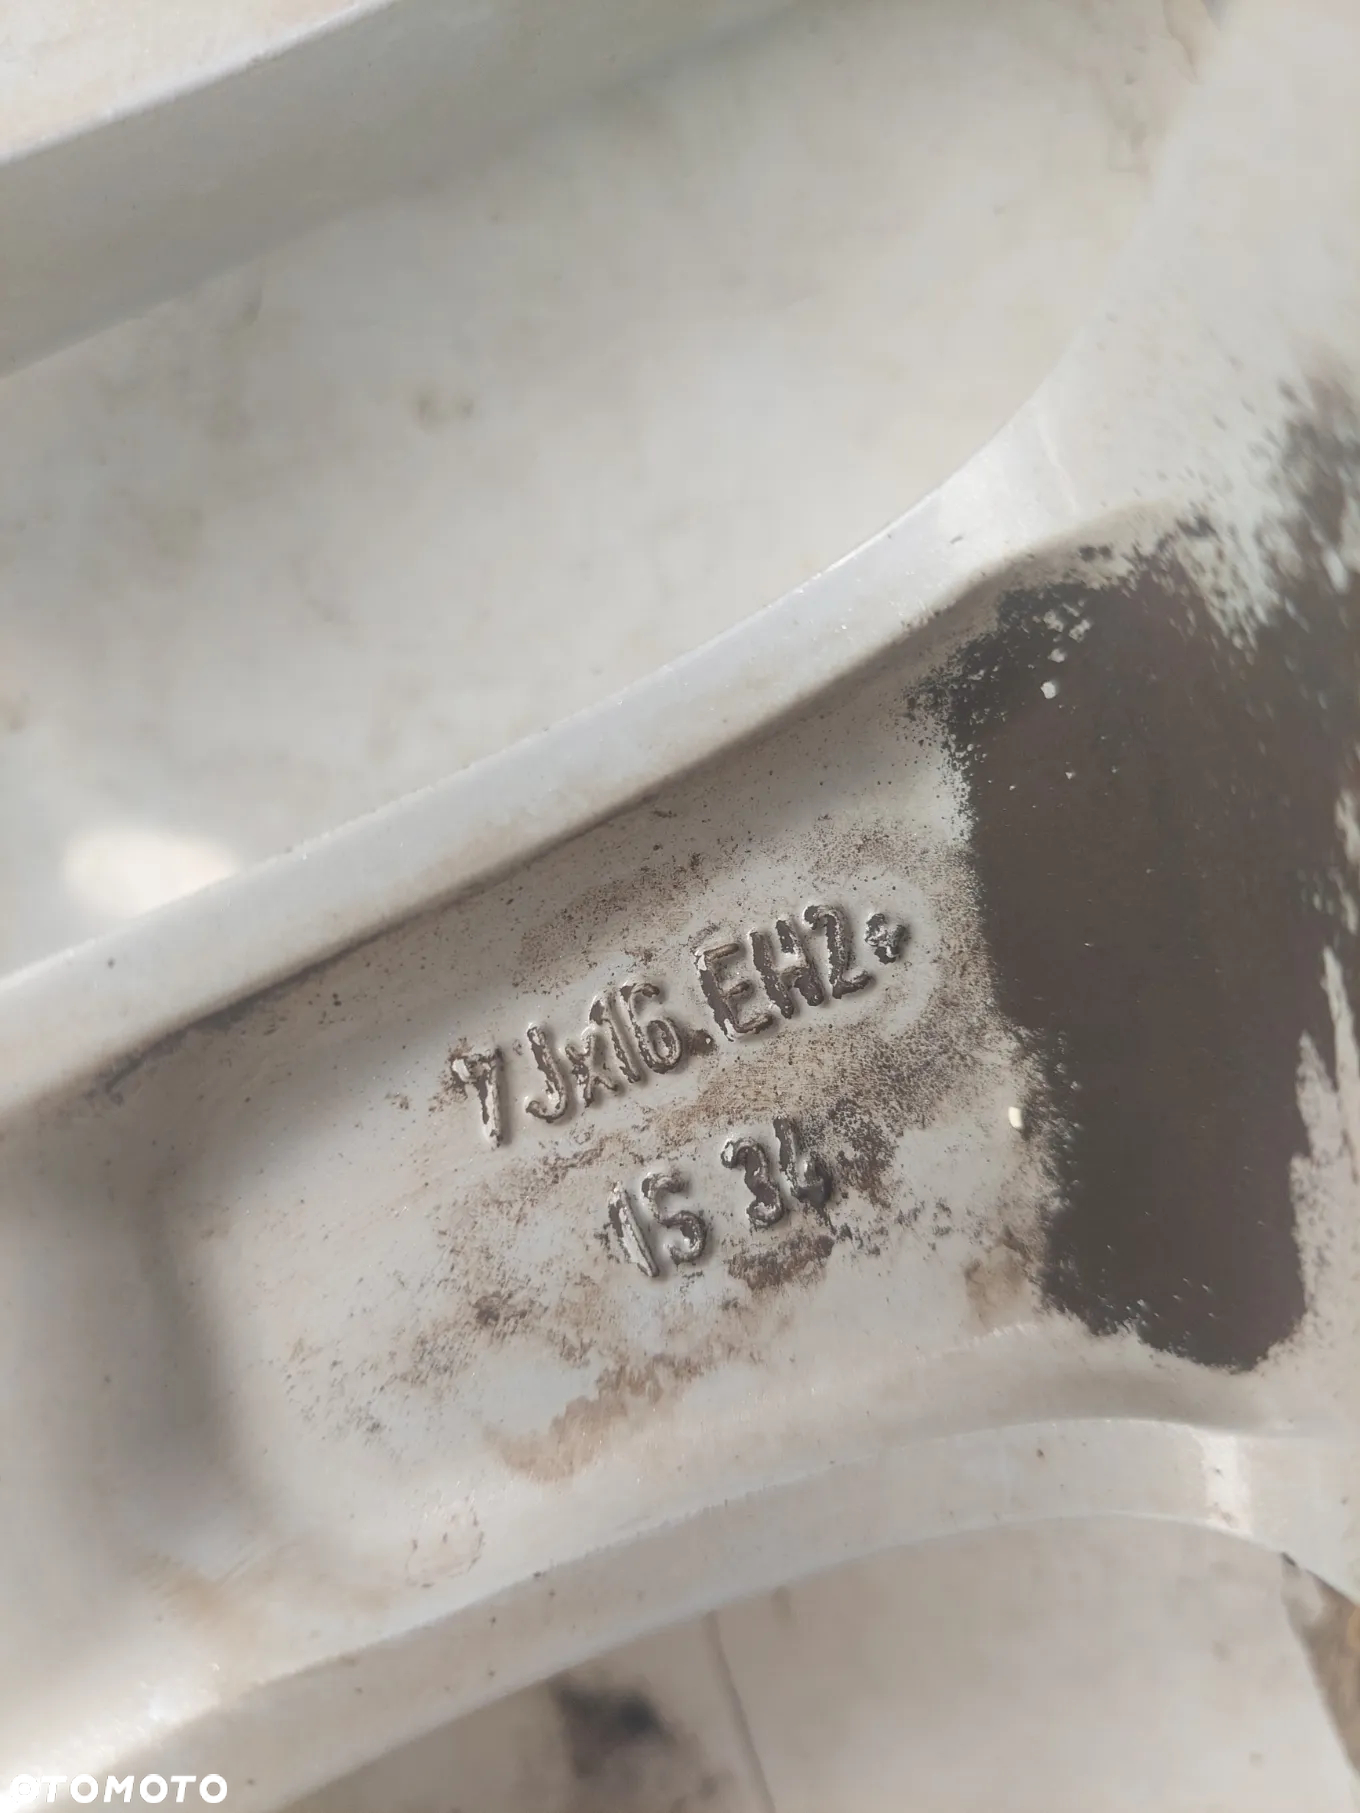 7Jx16 EH2+
IS 34
OTOMOTO